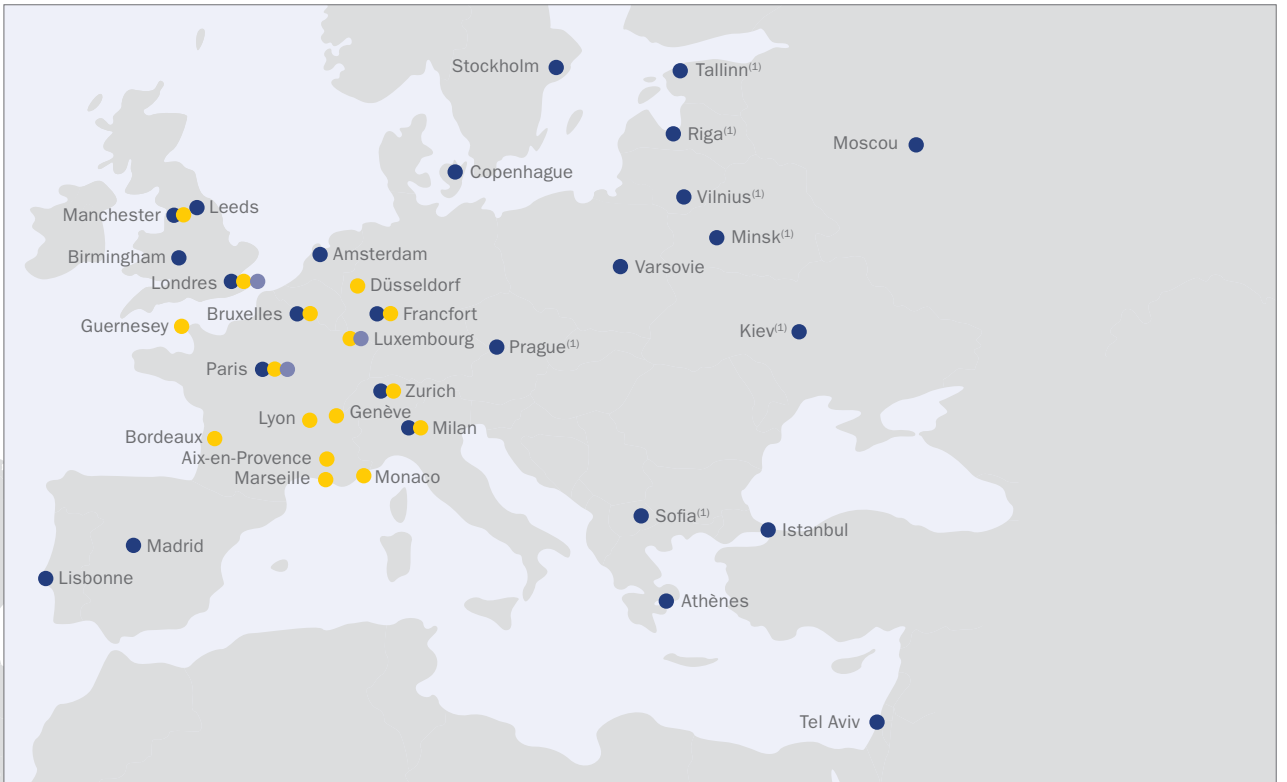 Stockholm
Tallinn(1)
Riga(1)
Moscou
Copenhague
Vilnius(1)
Leeds
Manchester
Minsk(1)
Birmingham
Amsterdam
Varsovie
Londres
Düsseldorf
Bruxelles
Francfort
Guernesey
Kiev(1)
Luxembourg
Prague(1)
Paris
Zurich
Genève
Lyon
Milan
Bordeaux
Aix-en-Provence
Marseille
Monaco
Sofia(1)
Istanbul
Madrid
Lisbonne
Athènes
Tel Aviv